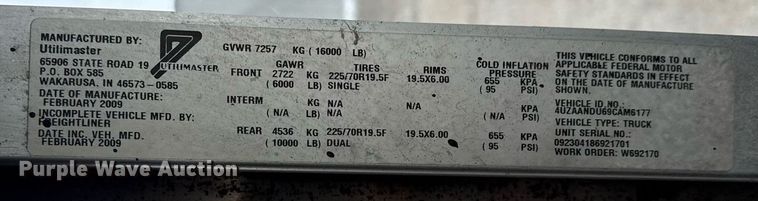 MANUFACTURED BY:
Utilimaster
65906 STATE ROAD 19
P.O. BOX 585
WAKARUSA, IN 46573-0585
DATE OF MANUFACTURE:
FEBRUARY 2009
INCOMPLETE VEHICLE MFD. BY:
FREIGHTLINER
DATE INC. VEH. MFD.
FEBRUARY 2009
UTILIMASTER
GVWR 7257 KG (16000 LB)
GAWR TIRES RIMS COLD INFLATION PRESSURE
FRONT 2722 KG 225/70R19.5F 19.5X6.00 655 KPA
(6000 LB) SINGLE (95 PSI)
INTERM KG N/A N/A KPA
(N/A LB) N/A (N/A PSI)
REAR 4536 KG 225/70R19.5F 19.5X6.00 655 KPA
(10000 LB) DUAL (95 PSI)
THIS VEHICLE CONFORMS TO ALL
APPLICABLE FEDERAL MOTOR
SAFETY STANDARDS IN EFFECT
ON THE DATE OF MANUFACTURE
SHOWN.
VEHICLE ID NO.:
4UZAANDU69CAM6177
VEHICLE TYPE: TRUCK
UNIT SERIAL NO.:
092304186921701
WORK ORDER: W692170
Purple Wave Auction